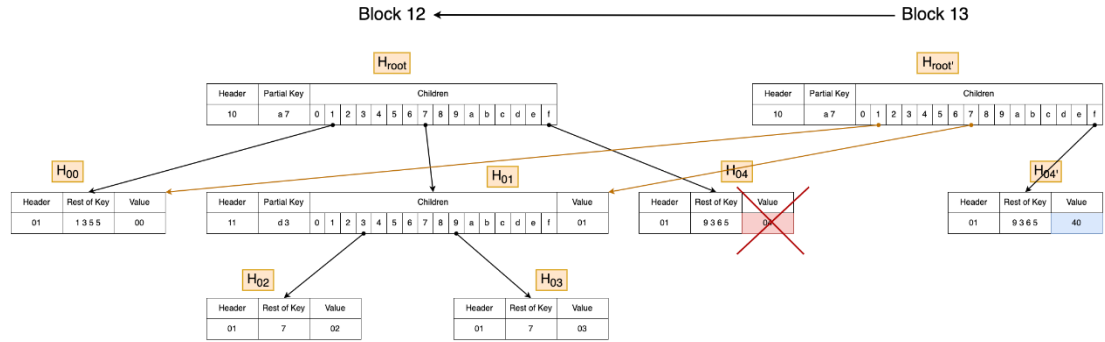 Block 12 Block 13
Hroot Hroot'
Header Partial Key Children Header Partial Key Children
10 a 7 0 1 2 3 4 5 6 7 8 9 a b c d e f 10 a 7 0 1 2 3 4 5 6 7 8 9 a b c d e f
H00 H01 H04 H04'
Header Rest of Key Value Header Partial Key Children Value Header Rest of Key Value Header Rest of Key Value
01 1 3 5 5 00 11 d 3 0 1 2 3 4 5 6 7 8 9 a b c d e f 01 01 9 3 6 5 04 01 9 3 6 5 40
H02 H03
Header Rest of Key Value Header Rest of Key Value
01 7 02 01 7 03